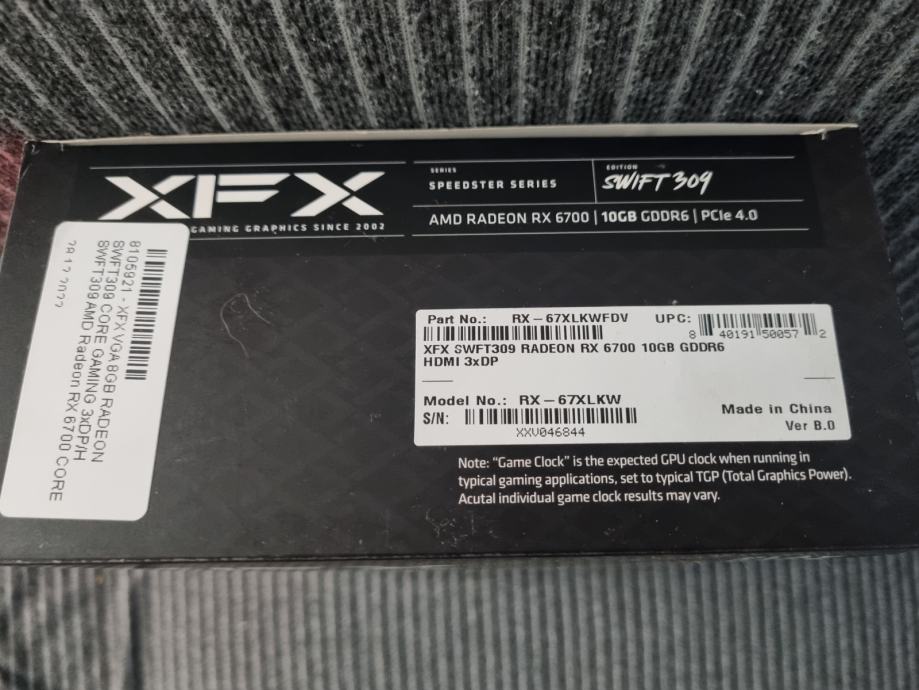 XFX
GAMING GRAPHICS SINCE 2002
SERIES
SPEEDSTER SERIES
EDITION
SWIFT 309
AMD RADEON RX 6700 | 10GB GDDR6 | PCIe 4.0
Part No.: RX-67XLKWFDV UPC:
8 40191 50057 2
XFX SWFT309 RADEON RX 6700 10GB GDDR6
HDMI 3xDP
Model No.: RX-67XLKW
S/N:
XXV046844
Made in China
Ver B.0
Note: “Game Clock” is the expected GPU clock when running in
typical gaming applications, set to typical TGP (Total Graphics Power).
Acutal individual game clock results may vary.
8105921 - XFX VGA 8GB RADEON
SWFT309 CORE GAMING 3xDP/H
SWFT309 AMD Radeon RX 6700 CORE